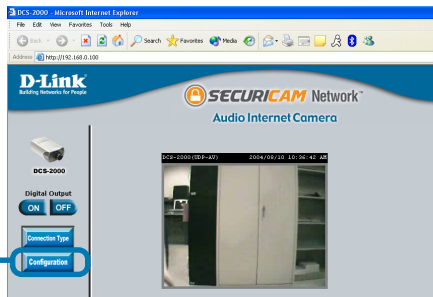 DCS-2000 - Microsoft Internet Explorer
File Edit View Favorites Tools Help
Back Search Favorites Media
Address http://192.168.0.100
D-Link
Building Networks for People
SECURICAM Network™
Audio Internet Camera
DCS-2000
Digital Output
ON OFF
Connection Type
Configuration
DCS-2000(UDP-AV) 2004/09/10 10:36:42 AM